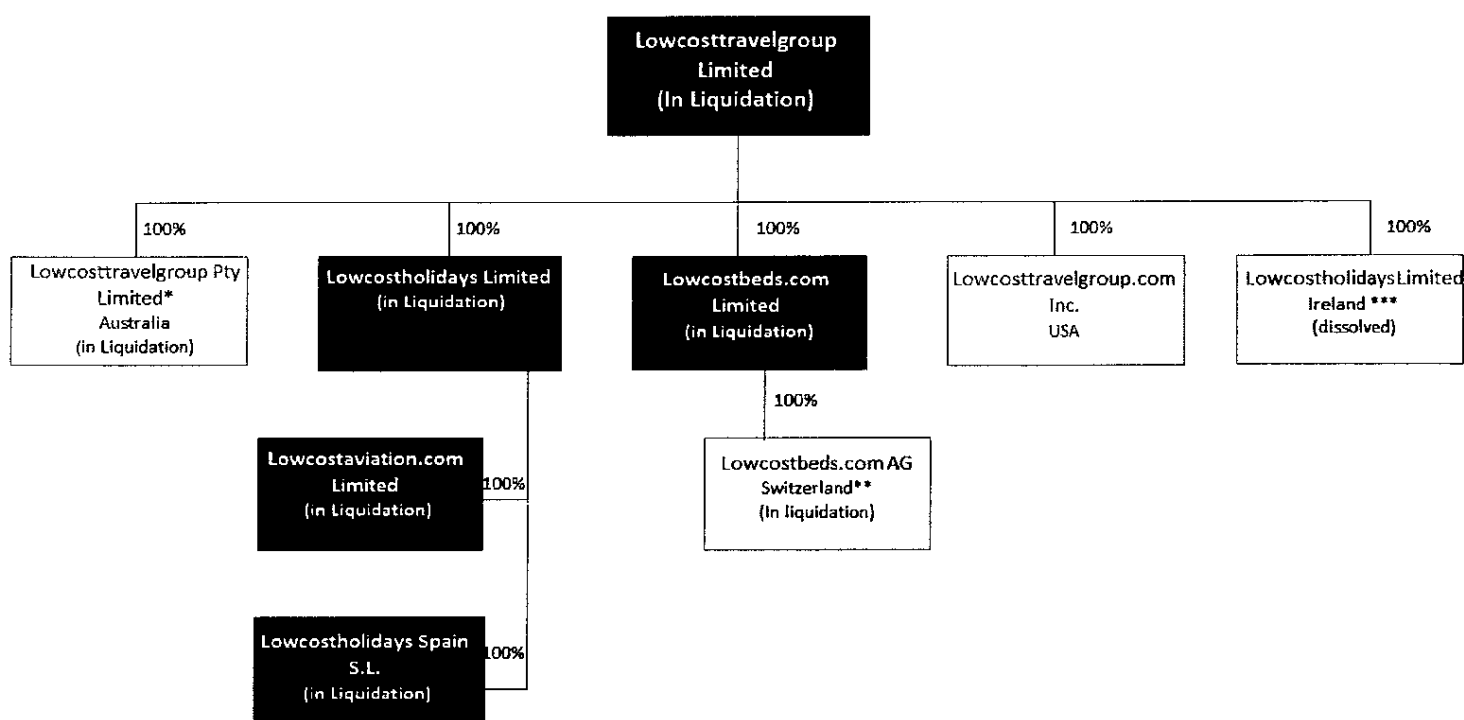 Lowcosttravelgroup
Limited
(In Liquidation)
100%
100%
100%
100%
100%
Lowcosttravelgroup Pty
Limited*
Australia
(in Liquidation)
Lowcostholidays Limited
(in Liquidation)
Lowcostbeds.com
Limited
(in Liquidation)
Lowcosttravelgroup.com
Inc.
USA
Lowcostholidays Limited
Ireland ***
(dissolved)
100%
Lowcostaviation.com
Limited
(in Liquidation)
100%
Lowcostbeds.com AG
Switzerland**
(In liquidation)
Lowcostholidays Spain
S.L.
(in Liquidation)
100%